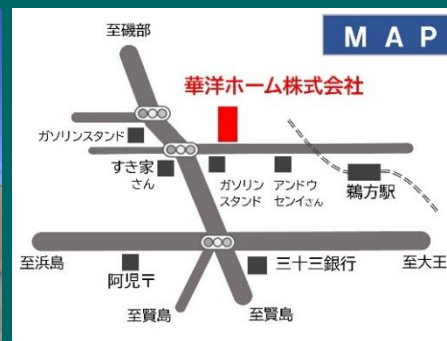 至磯部
MAP
華洋ホーム株式会社
ガソリンスタンド
すき家
さん
ガソリン
スタンド
アンドウ
センイさん
鵜方駅
至浜島
阿児〒
三十三銀行
至大王
至賢島
至賢島